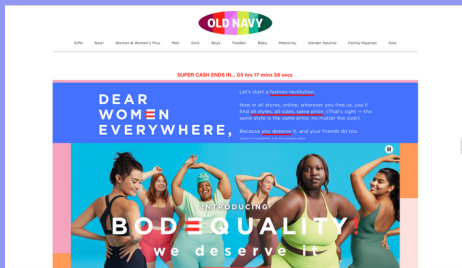 OLD NAVY
Gifts New! Women & Women's Plus Men Girls Boys Toddler Baby Maternity Gender Neutral Family Pajamas Sale
SUPER CASH ENDS IN... 05 hrs 17 mins 58 secs
DEAR
WOMEN
EVERYWHERE,
Let's start a fashion revolution.
Now in all stores, online, wherever you find us, you'll
find all styles, all sizes, same price. (That's right — the
same style is the same price, no matter the size!)
Because you deserve it, and your friends do too.
INTRODUCING
BODEQUALITY!
we deserve it